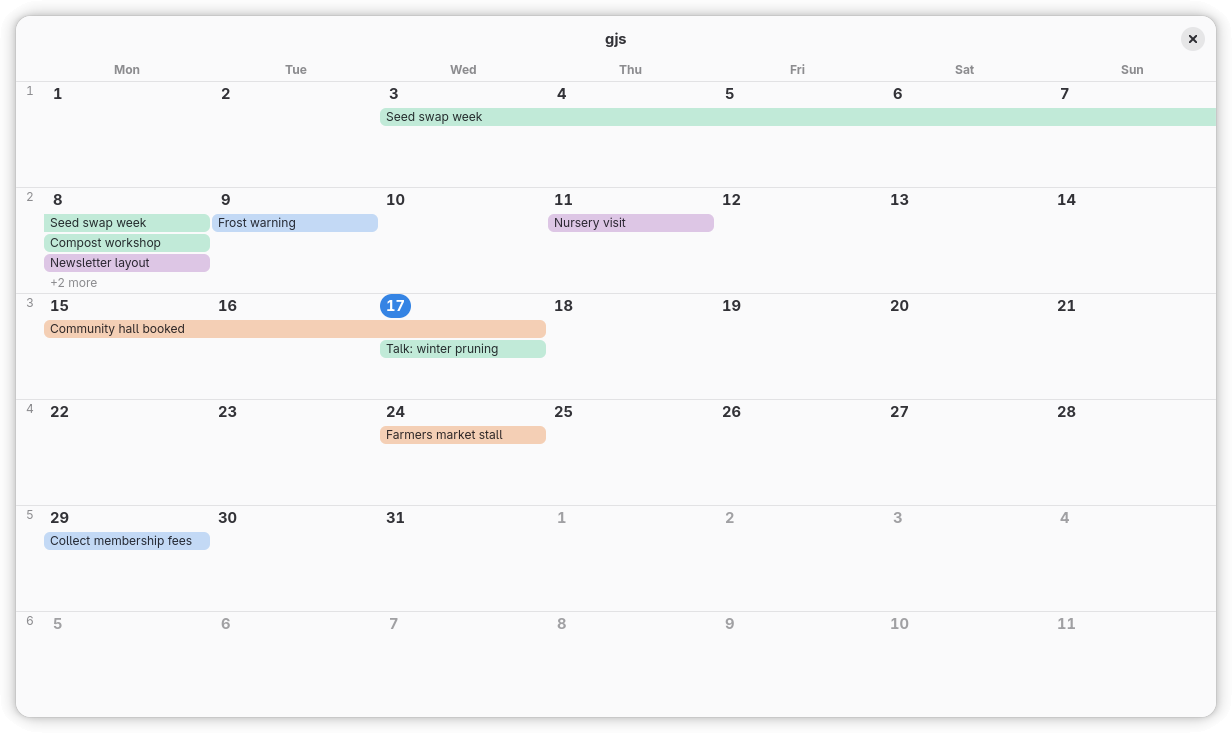 gjs
Mon Tue Wed Thu Fri Sat Sun
1 1 2 3 4 5 6 7
Seed swap week
2 8 9 10 11 12 13 14
Seed swap week Frost warning Nursery visit
Compost workshop
Newsletter layout
+2 more
3 15 16 17 18 19 20 21
Community hall booked
Talk: winter pruning
4 22 23 24 25 26 27 28
Farmers market stall
5 29 30 31 1 2 3 4
Collect membership fees
6 5 6 7 8 9 10 11